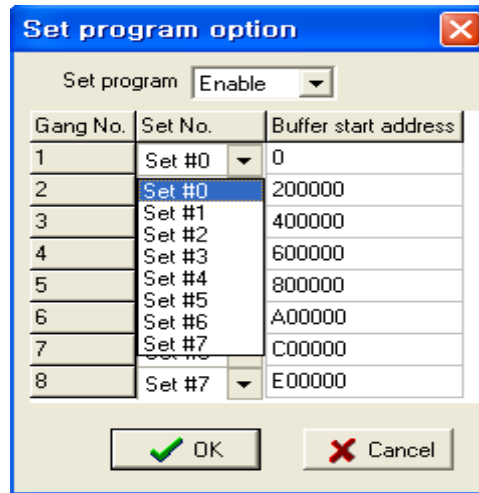 Set program option
Set program Enable
Gang No. Set No. Buffer start address
1 Set #0 0
2 Set #0 200000
3 Set #1 400000
Set #2
4 Set #3 600000
5 Set #4 800000
Set #5
6 Set #6 A00000
7 Set #7 C00000
8 Set #7 E00000
OK Cancel